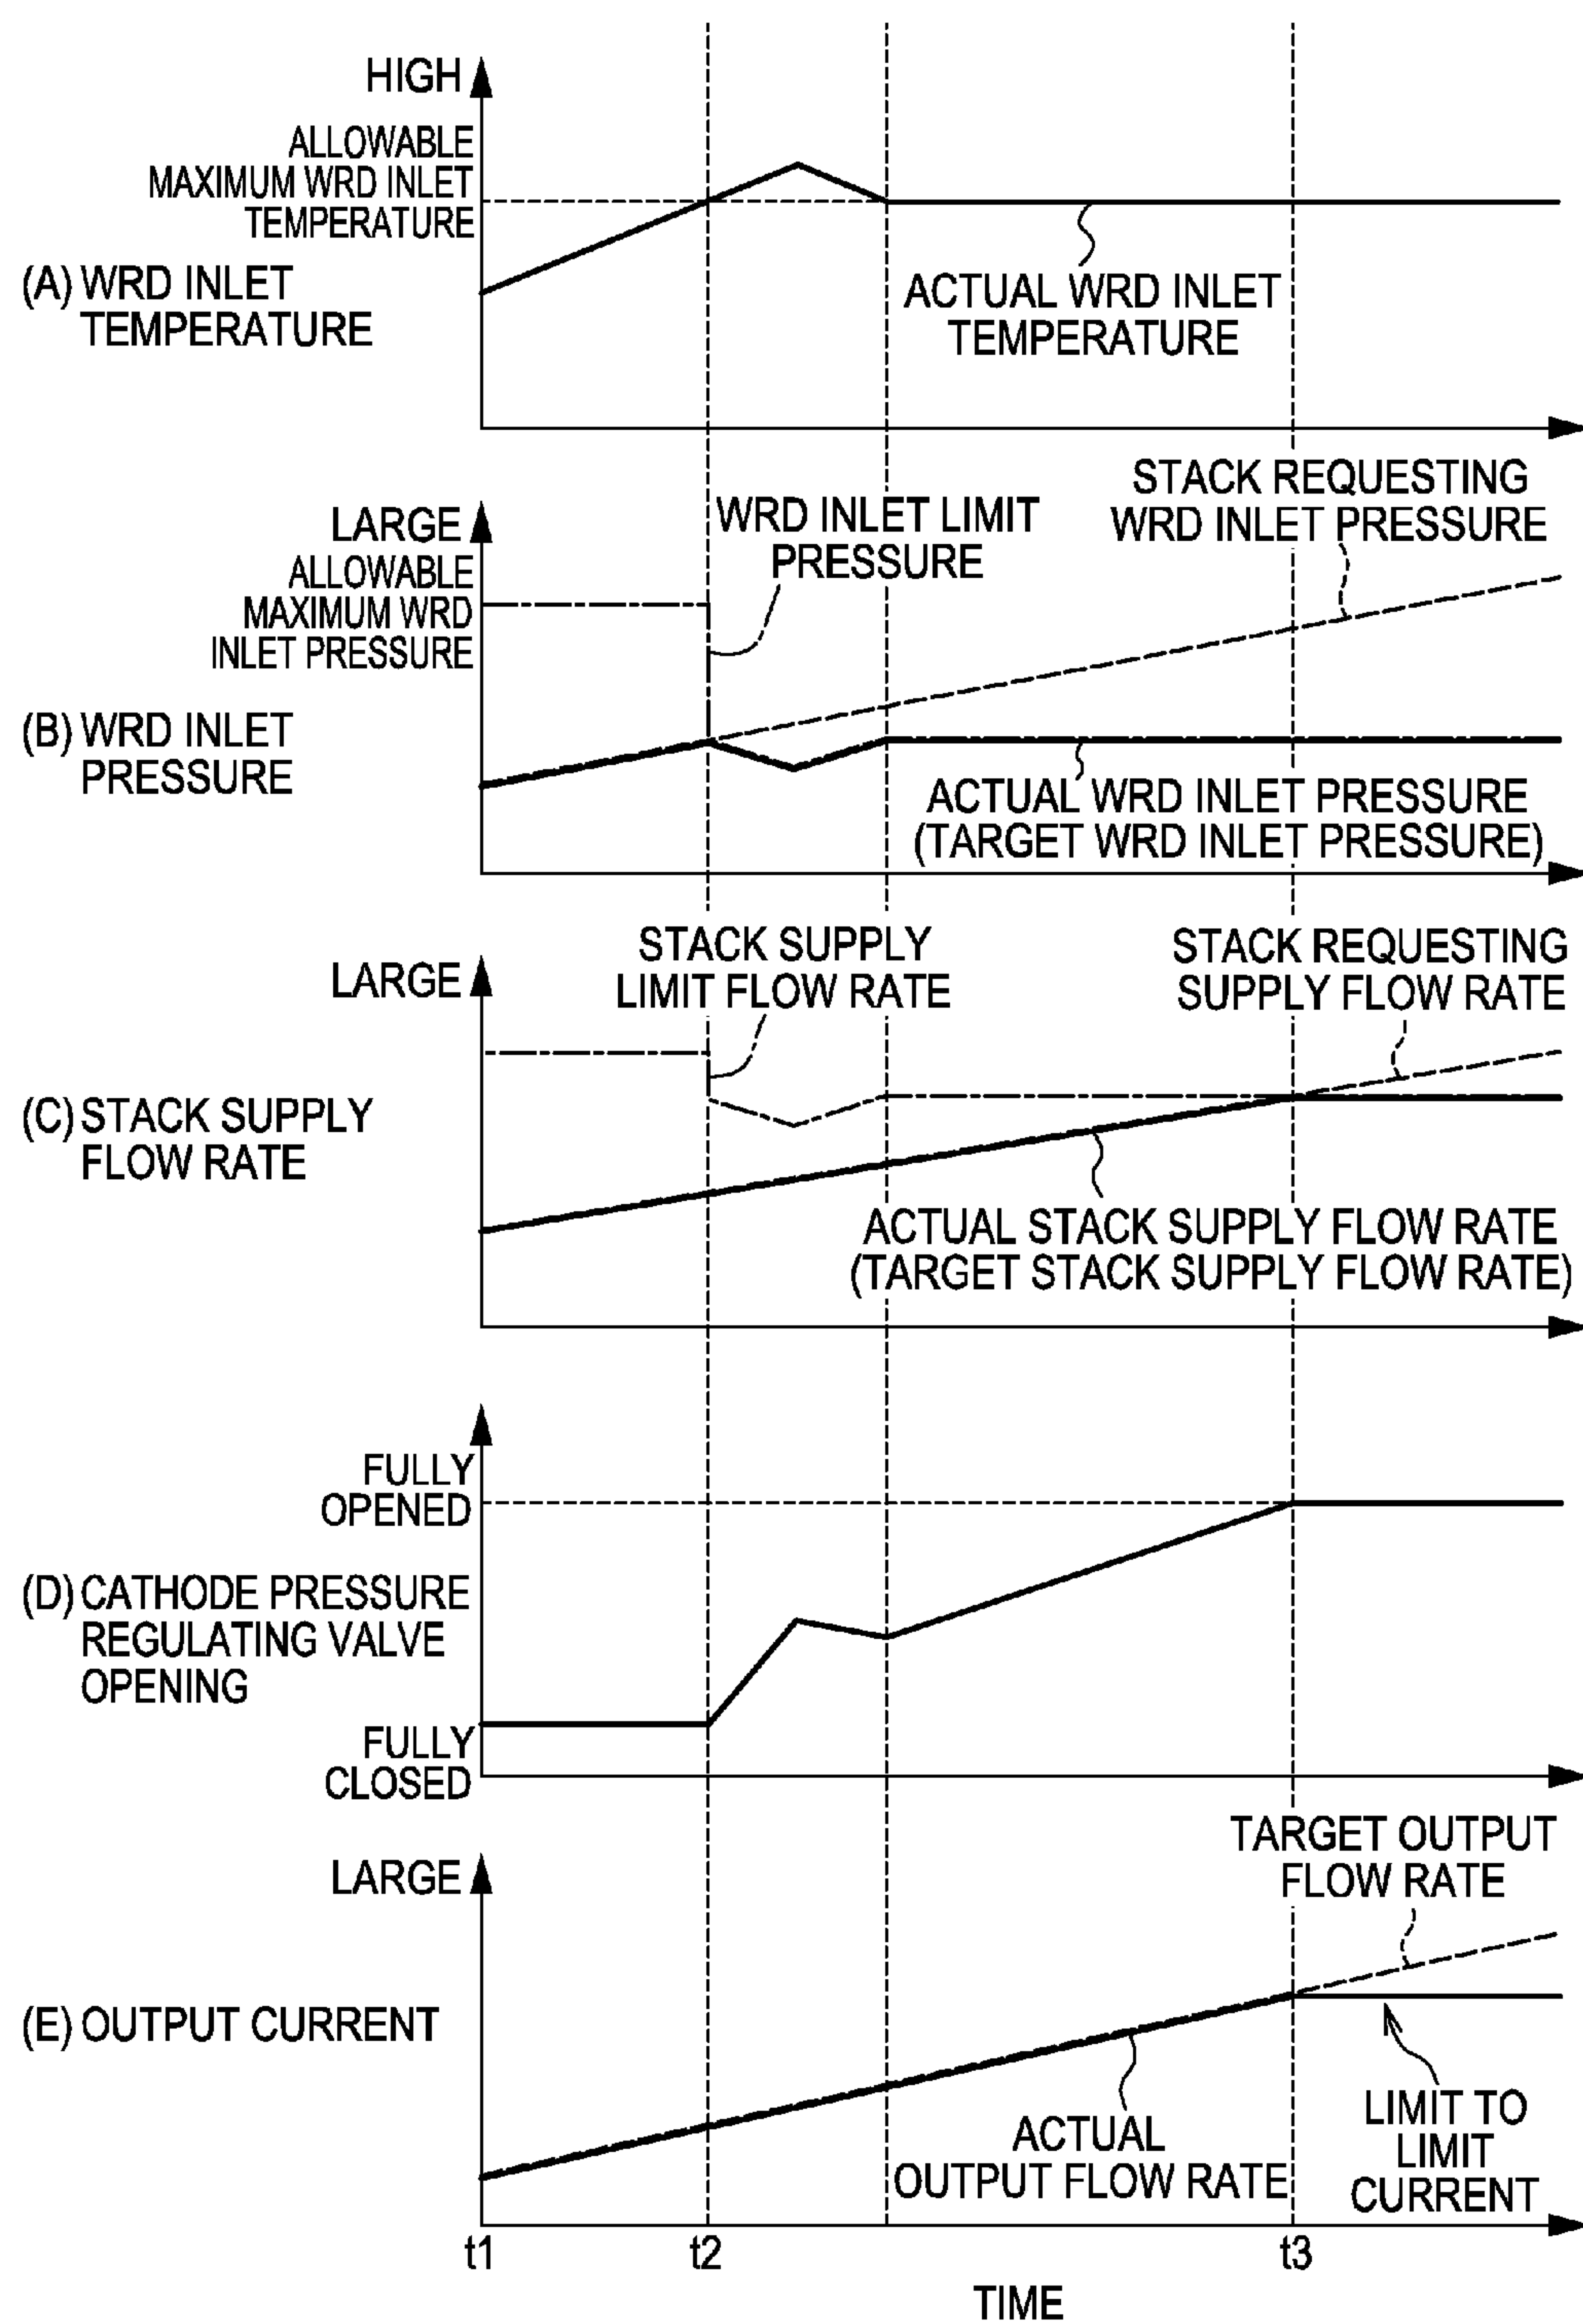 HIGH
ALLOWABLE
MAXIMUM WRD INLET
TEMPERATURE
(A) WRD INLET
TEMPERATURE
ACTUAL WRD INLET
TEMPERATURE
LARGE
ALLOWABLE
MAXIMUM WRD
INLET PRESSURE
WRD INLET LIMIT
PRESSURE
STACK REQUESTING
WRD INLET PRESSURE
(B) WRD INLET
PRESSURE
ACTUAL WRD INLET PRESSURE
(TARGET WRD INLET PRESSURE)
LARGE
STACK SUPPLY
LIMIT FLOW RATE
STACK REQUESTING
SUPPLY FLOW RATE
(C) STACK SUPPLY
FLOW RATE
ACTUAL STACK SUPPLY FLOW RATE
(TARGET STACK SUPPLY FLOW RATE)
FULLY
OPENED
(D) CATHODE PRESSURE
REGULATING VALVE
OPENING
FULLY
CLOSED
LARGE
TARGET OUTPUT
FLOW RATE
(E) OUTPUT CURRENT
ACTUAL
OUTPUT FLOW RATE
LIMIT TO
LIMIT
CURRENT
t1 t2 t3
TIME